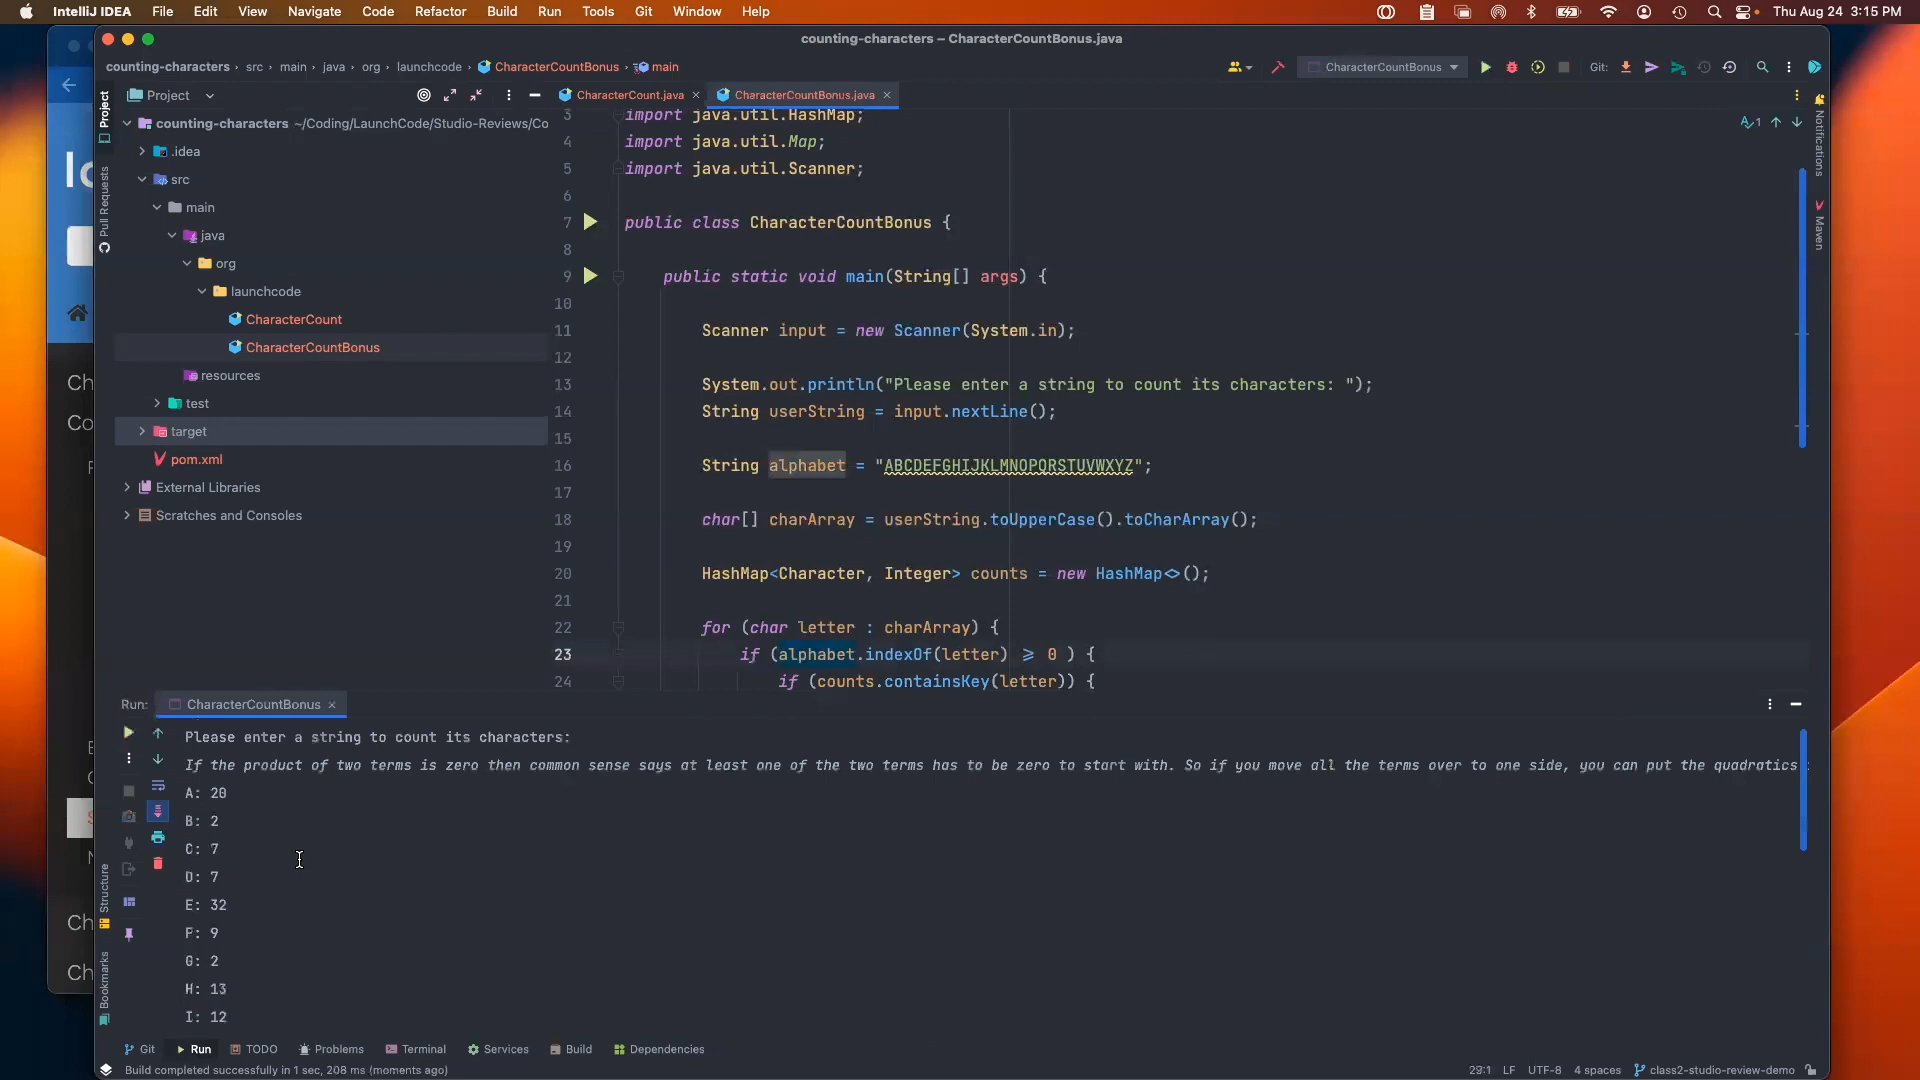 IntelliJ IDEA File Edit View Navigate Code Refactor Build Run Tools Git Window Help Thu Aug 24 3:15 PM
counting-characters – CharacterCountBonus.java
counting-characters › src › main › java › org › launchcode › CharacterCountBonus › main
CharacterCountBonus Git:
Project
CharacterCount.java CharacterCountBonus.java
Project
Pull Requests
counting-characters ~/Coding/LaunchCode/Studio-Reviews/Co
.idea
src
main
java
org
launchcode
CharacterCount
CharacterCountBonus
resources
test
target
pom.xml
External Libraries
Scratches and Consoles
3 import java.util.HashMap;
4 import java.util.Map;
5 import java.util.Scanner;
6
7 public class CharacterCountBonus {
8
9 public static void main(String[] args) {
10
11 Scanner input = new Scanner(System.in);
12
13 System.out.println("Please enter a string to count its characters: ");
14 String userString = input.nextLine();
15
16 String alphabet = "ABCDEFGHIJKLMNOPQRSTUVWXYZ";
17
18 char[] charArray = userString.toUpperCase().toCharArray();
19
20 HashMap<Character, Integer> counts = new HashMap<>();
21
22 for (char letter : charArray) {
23 if (alphabet.indexOf(letter) >= 0 ) {
24 if (counts.containsKey(letter)) {
1
Notifications
Maven
Run: CharacterCountBonus
Please enter a string to count its characters:
If the product of two terms is zero then common sense says at least one of the two terms has to be zero to start with. So if you move all the terms over to one side, you can put the quadratics
A: 20
B: 2
C: 7
D: 7
E: 32
F: 9
G: 2
H: 13
I: 12
Structure
Bookmarks
Git Run TODO Problems Terminal Services Build Dependencies
Build completed successfully in 1 sec, 208 ms (moments ago)
LF UTF-8 4 spaces class2-studio-review-demo
Ch
Co
Ch
Ch